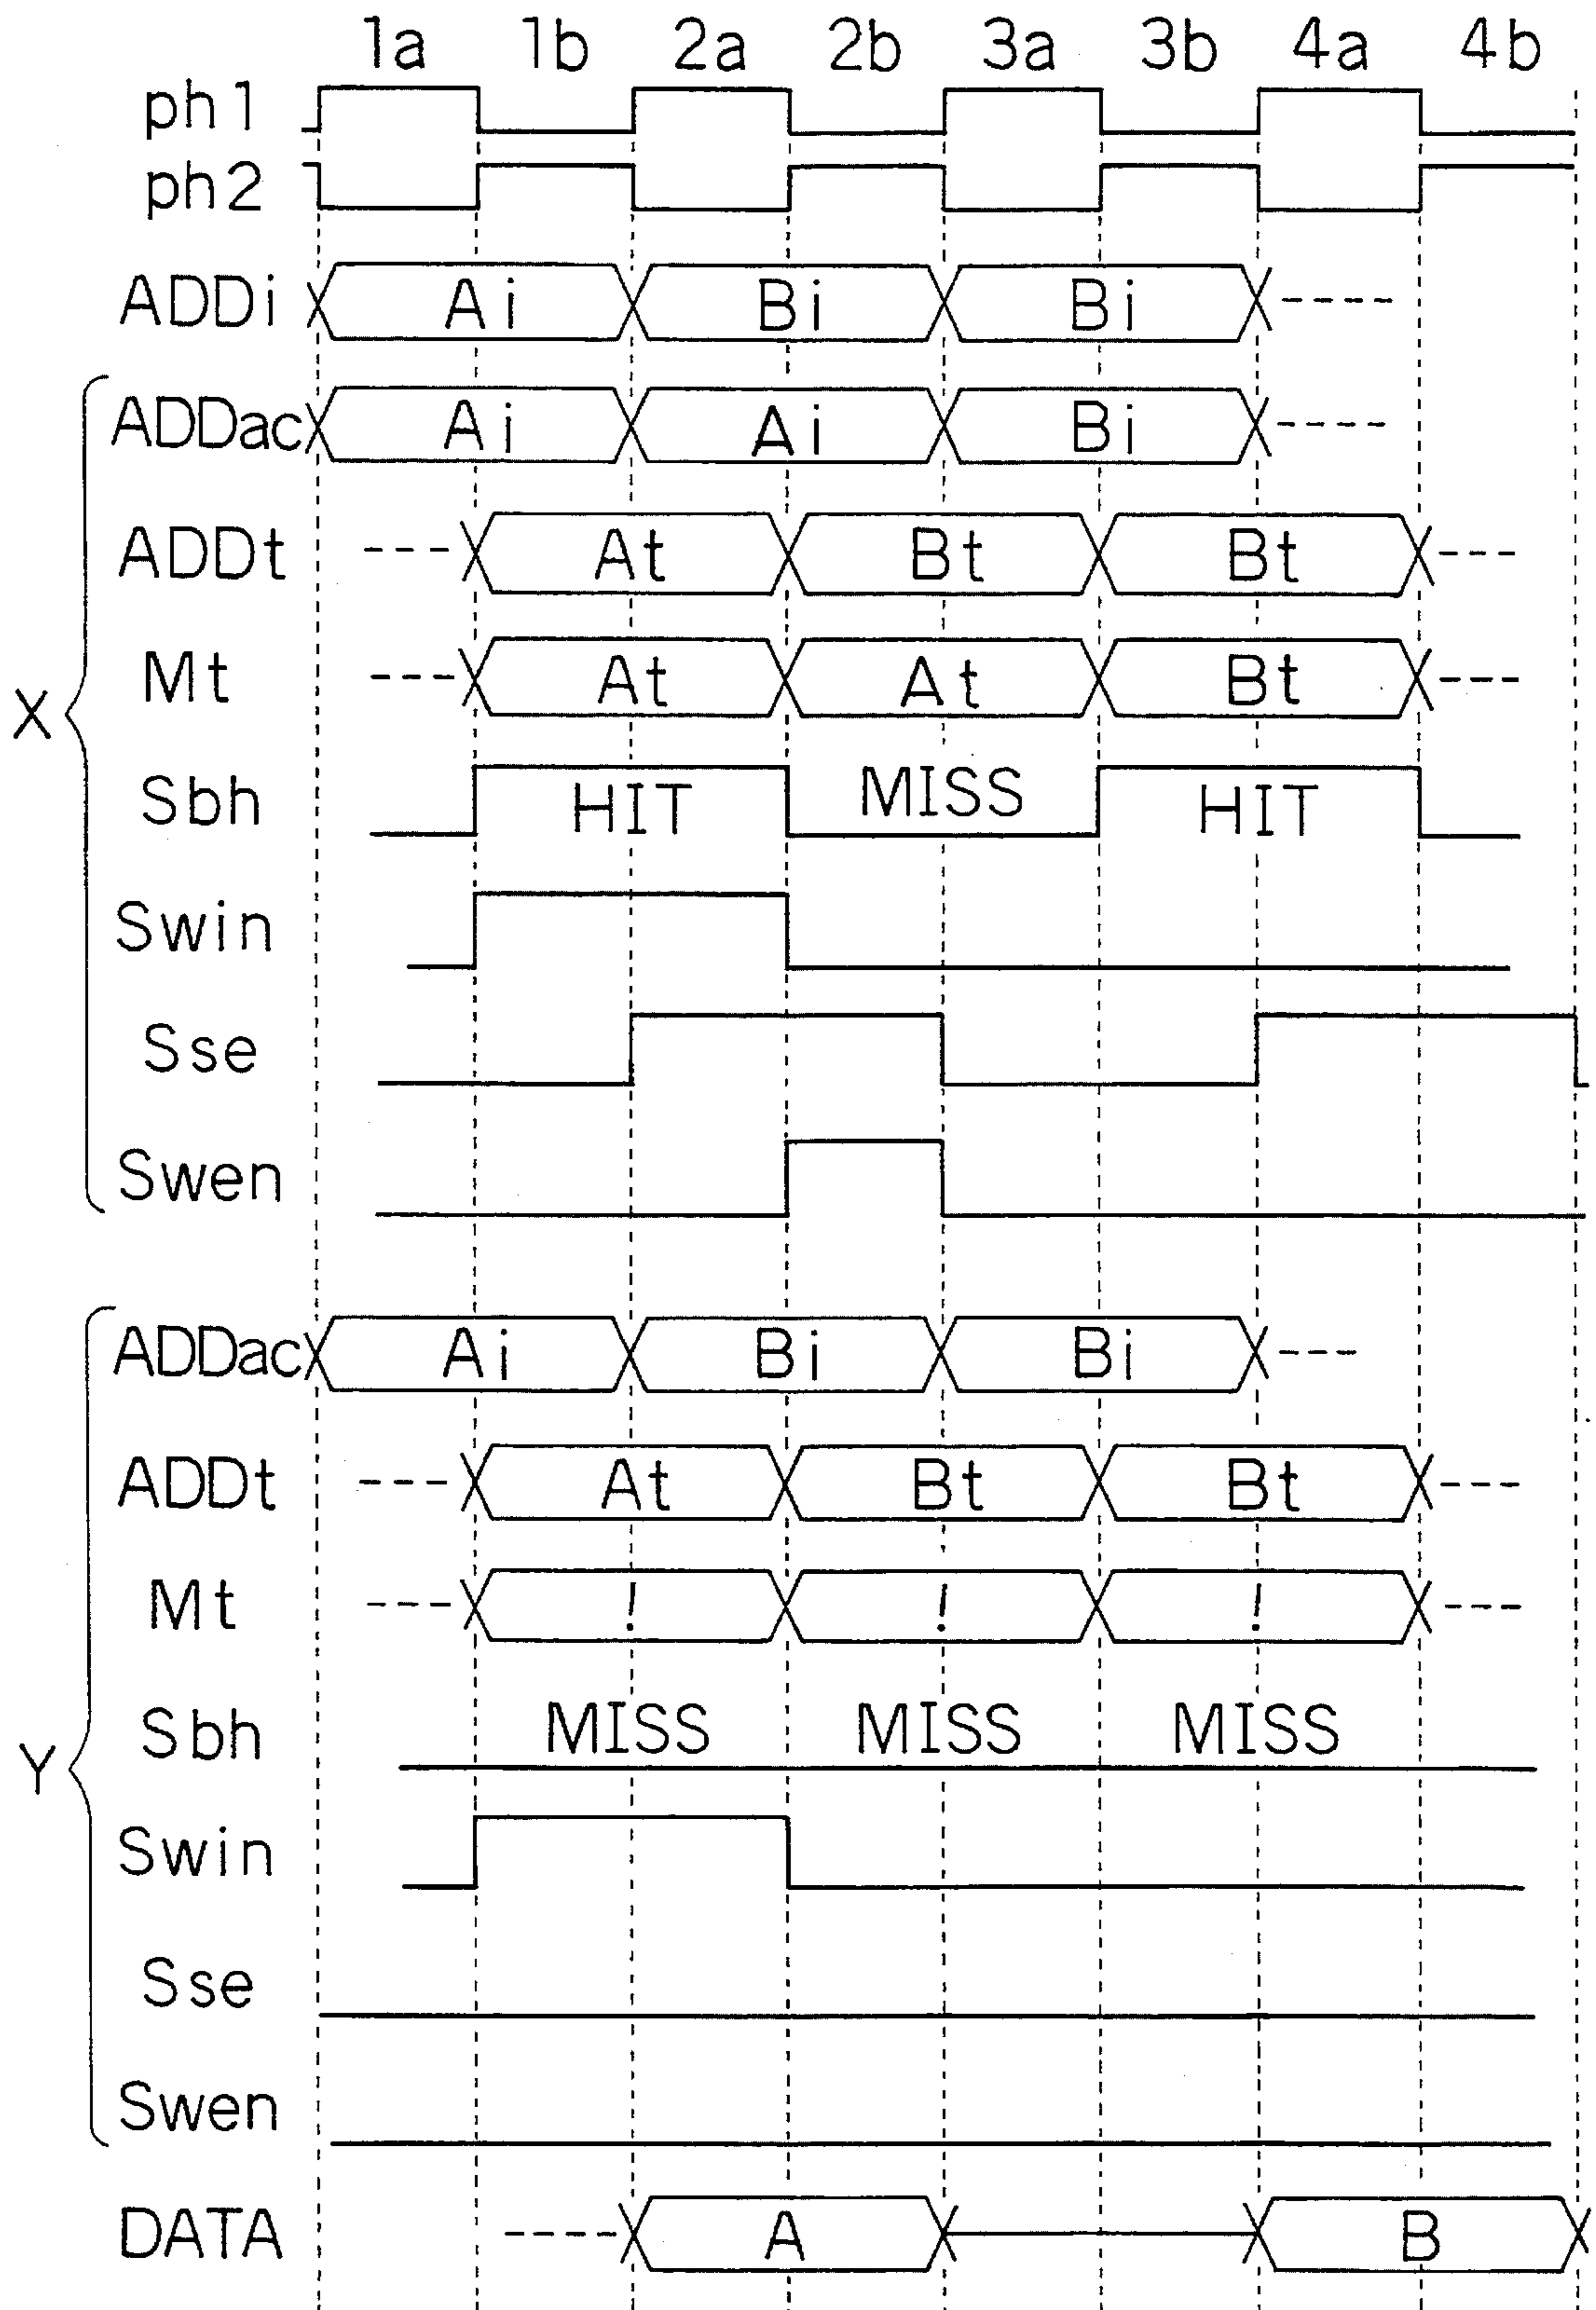 1a 1b 2a 2b 3a 3b 4a 4b
ph1
ph2
ADDi Ai Bi Bi
X
ADDac Ai Ai Bi
ADDt At Bt Bt
Mt At At Bt
Sbh HIT MISS HIT
Swin
Sse
Swen
Y
ADDac Ai Bi Bi
ADDt At Bt Bt
Mt ! ! !
Sbh MISS MISS MISS
Swin
Sse
Swen
DATA A B